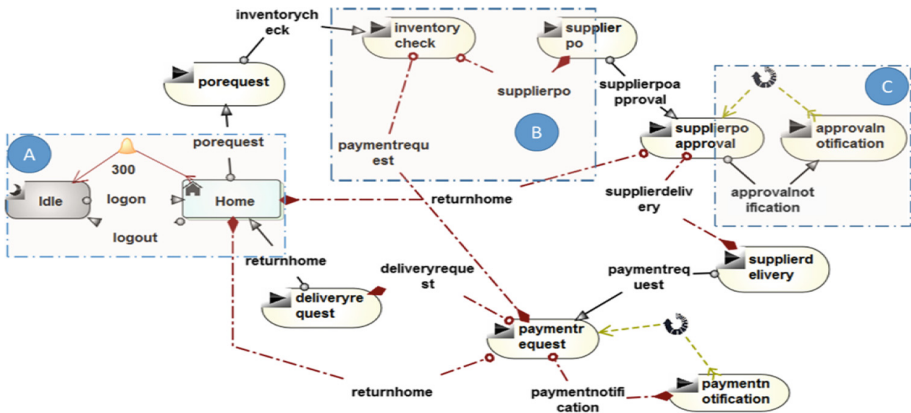 inventorych
eck
inventory
check
supplier
po
porequest
supplierpo
supplierpoa
pproval
C
B
A
porequest
paymentrequ
est
supplierpo
approval
approvaln
otification
300
Idle
logon
Home
returnhome
supplierdeliv
ery
approvalnot
ification
logout
returnhome
deliveryreque
st
paymentreq
uest
supplierd
elivery
deliveryre
quest
paymentr
equest
returnhome
paymentnotifi
cation
paymentn
otification